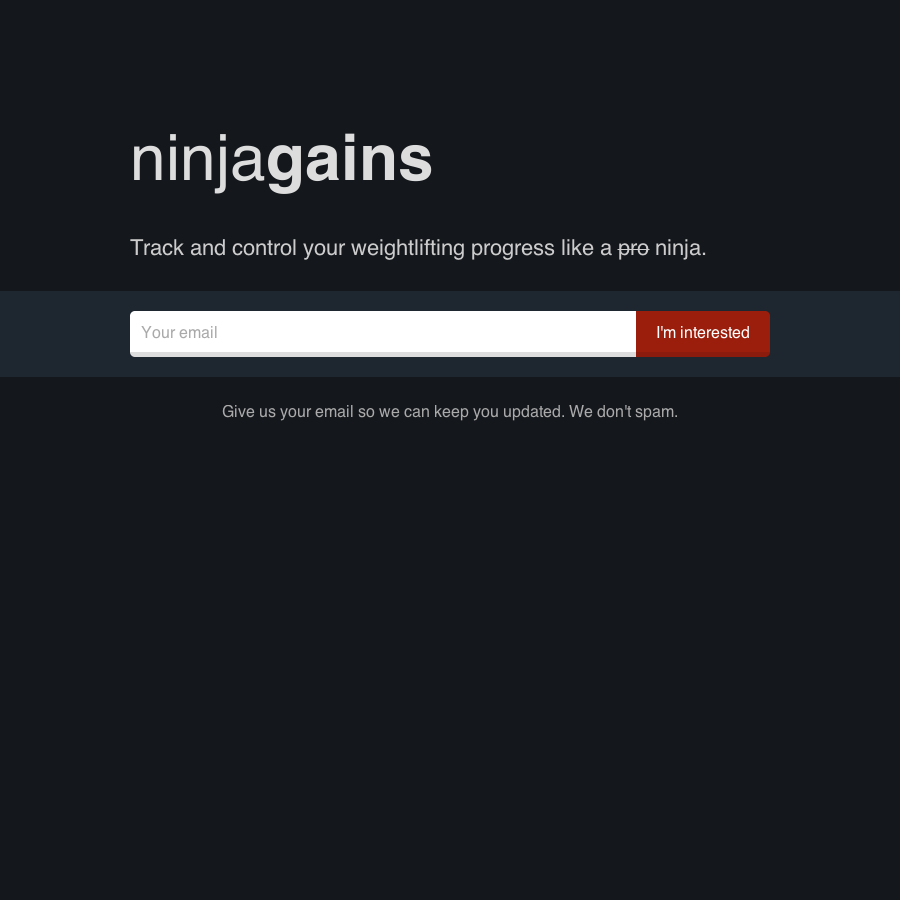 ninjagains
Track and control your weightlifting progress like a pro ninja.
Your email
I'm interested
Give us your email so we can keep you updated. We don't spam.